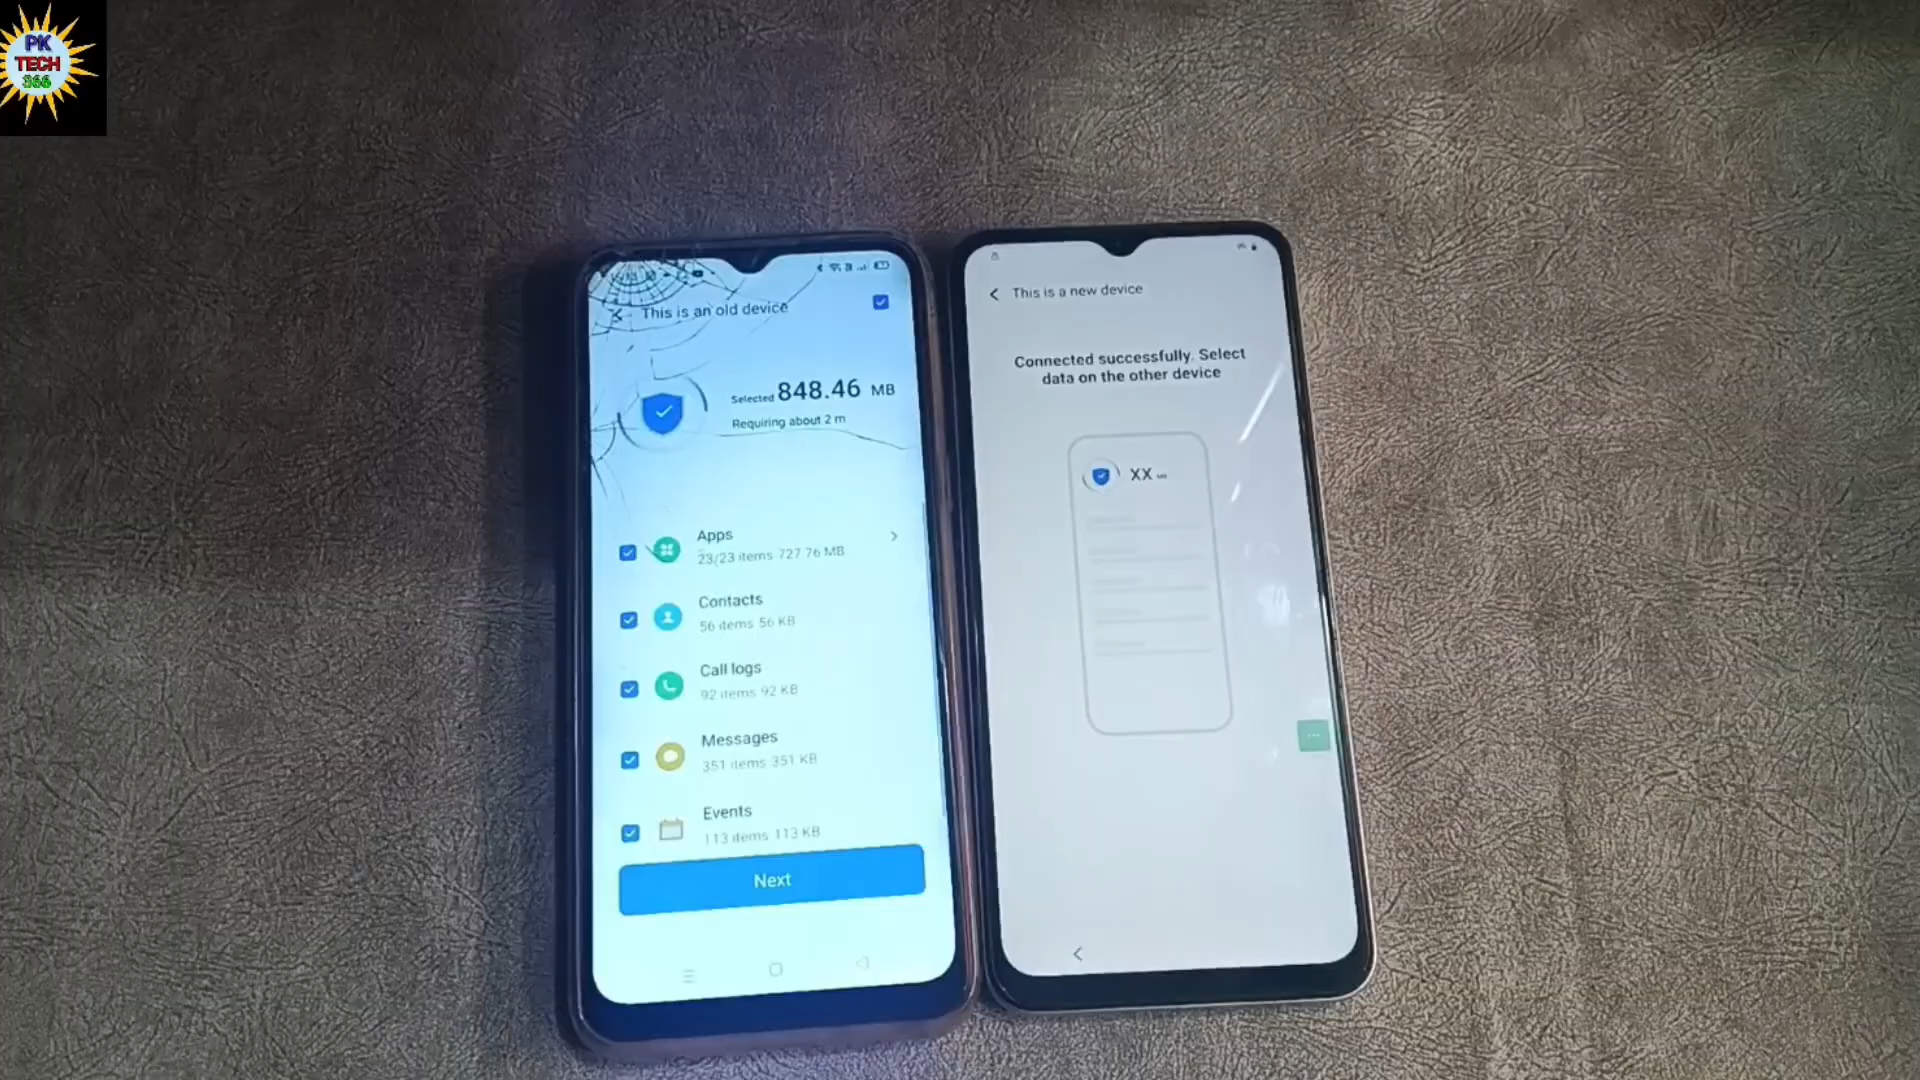 PK
TECH
366
This is an old device
Selected 848.46 MB
Requiring about 2 m
Apps
23/23 items 727.76 MB
Contacts
56 items 56 KB
Call logs
92 items 92 KB
Messages
351 items 351 KB
Events
113 items 113 KB
Next
This is a new device
Connected successfully. Select
data on the other device
XX MB